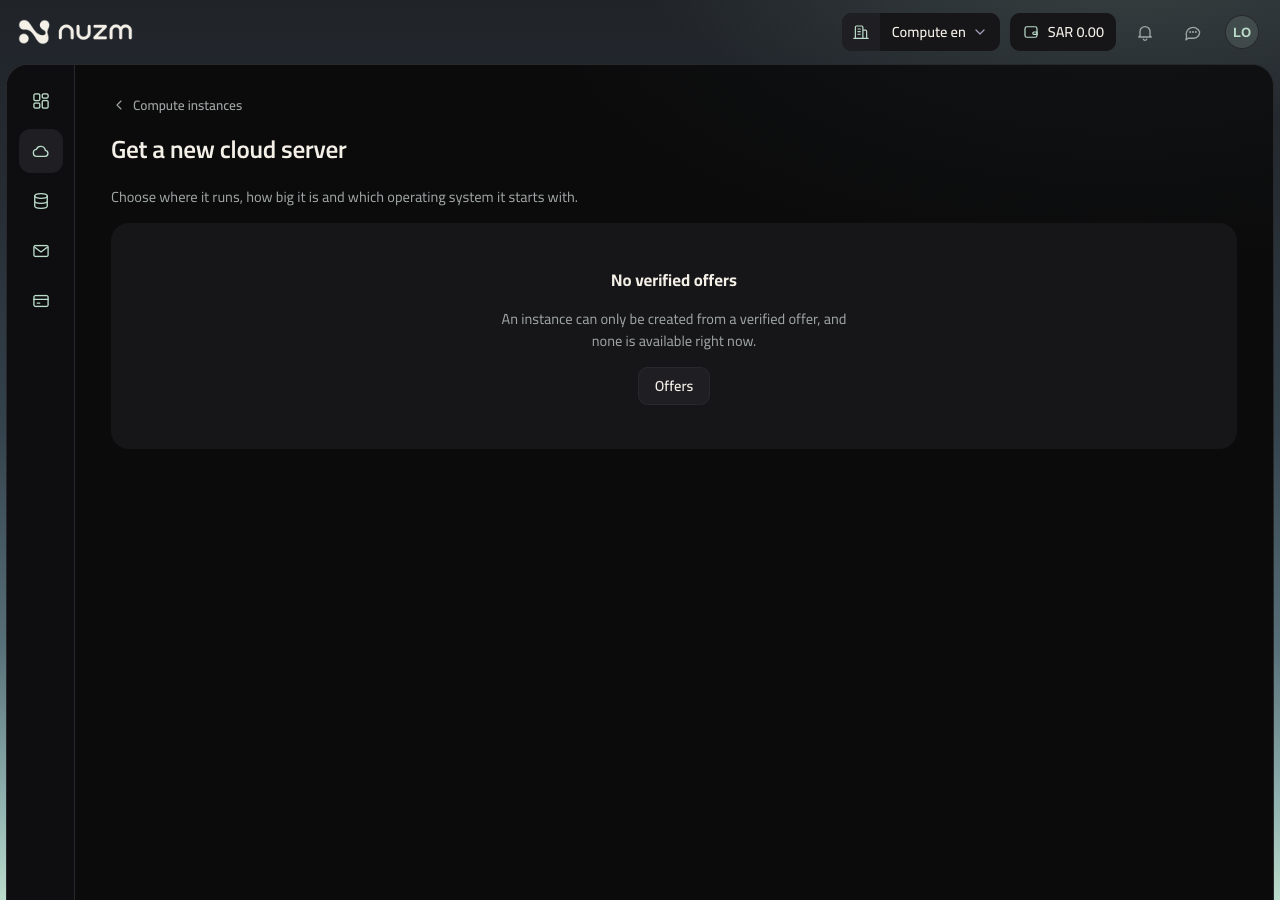 nuzm
Compute en
SAR 0.00
LO
Compute instances
Get a new cloud server
Choose where it runs, how big it is and which operating system it starts with.
No verified offers
An instance can only be created from a verified offer, and
none is available right now.
Offers